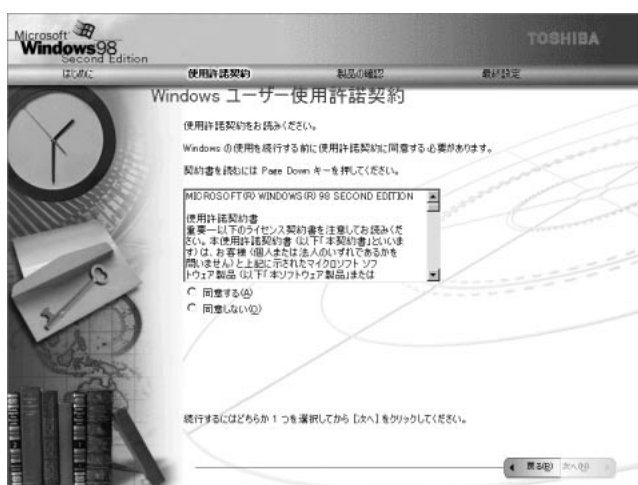 Microsoft
Windows98
Second Edition
TOSHIBA
はじめに 使用許諾契約 製品の確認 最終設定
Windows ユーザー使用許諾契約
使用許諾契約をお読みください。
Windows の使用を続行する前に使用許諾契約に同意する必要があります。
契約書を読むには Page Down キーを押してください。
MICROSOFT(R) WINDOWS(R) 98 SECOND EDITION
使用許諾契約書
重要―以下のライセンス契約書を注意してお読みくだ
さい。本使用許諾契約書 (以下「本契約書」といいま
す) は、お客様 (個人または法人のいずれであるかを
問いません) と上記に示されたマイクロソフト ソフ
トウェア製品 (以下「本ソフトウェア製品」または
同意する(A)
同意しない(D)
続行するにはどちらか 1 つを選択してから [次へ] をクリックしてください。
戻る(B) 次へ(N)